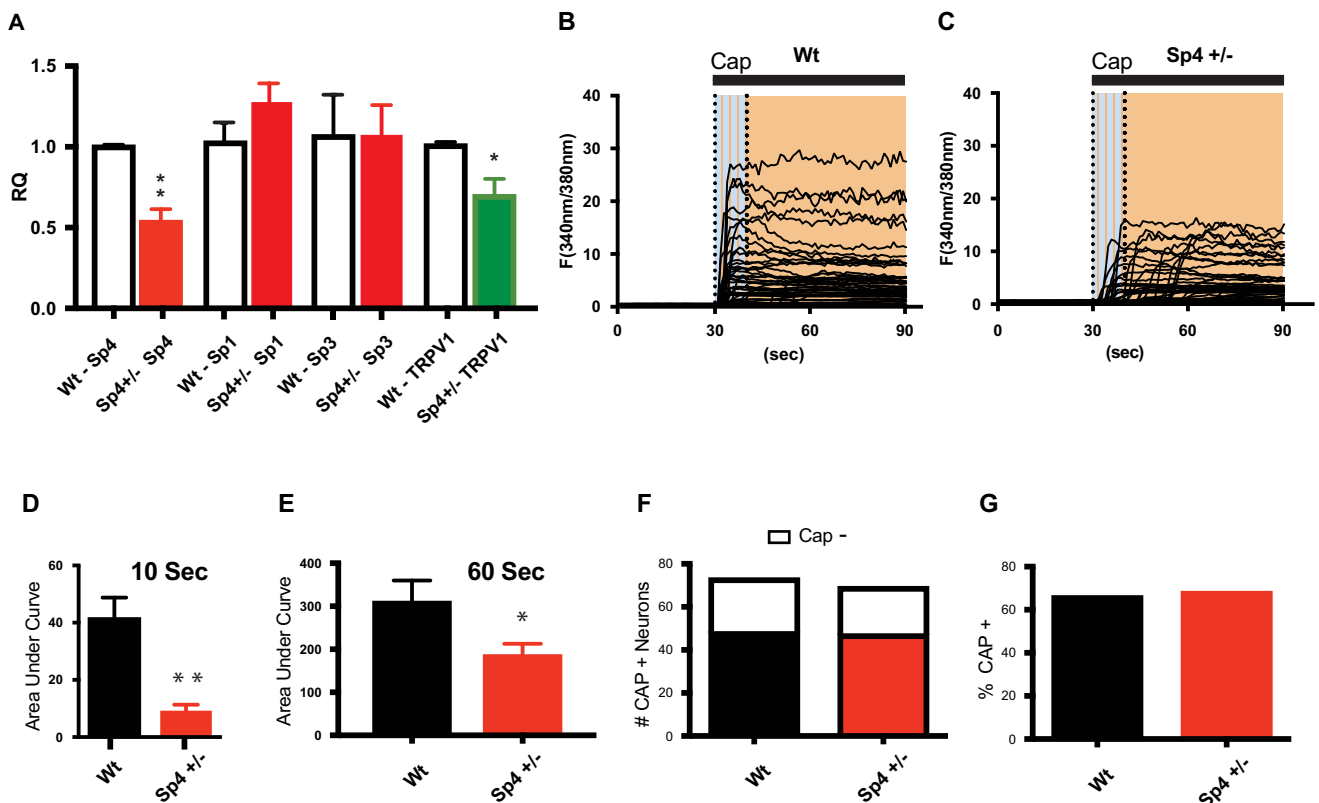 A
1.5
1.0
0.5
0.0
RQ
*
*
*
Wt - Sp4
Sp4+/- Sp4
Wt - Sp1
Sp4+/- Sp1
Wt - Sp3
Sp4+/- Sp3
Wt - TRPV1
Sp4+/- TRPV1
B
Cap
Wt
F(340nm/380nm)
40
30
20
10
0
0 30 60 90
(sec)
C
Cap
Sp4 +/-
F(340nm/380nm)
40
30
20
10
0
0 30 60 90
(sec)
D
10 Sec
Area Under Curve
60
40
20
0
* *
Wt
Sp4 +/-
E
60 Sec
Area Under Curve
400
300
200
100
0
*
Wt
Sp4 +/-
F
Cap -
# CAP + Neurons
80
60
40
20
0
Wt
Sp4 +/-
G
% CAP +
80
60
40
20
0
Wt
Sp4 +/-